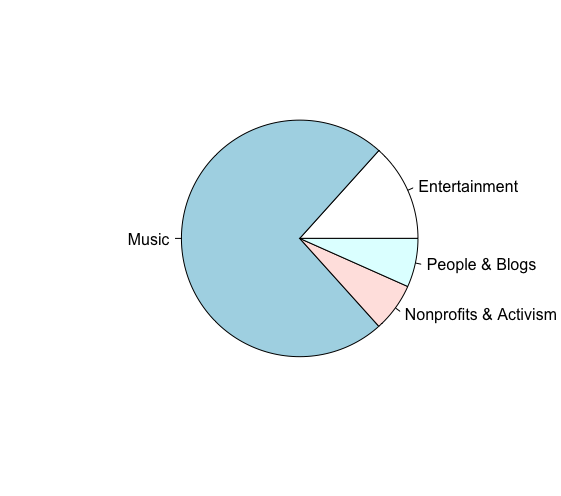 Entertainment
Music
People & Blogs
Nonprofits & Activism